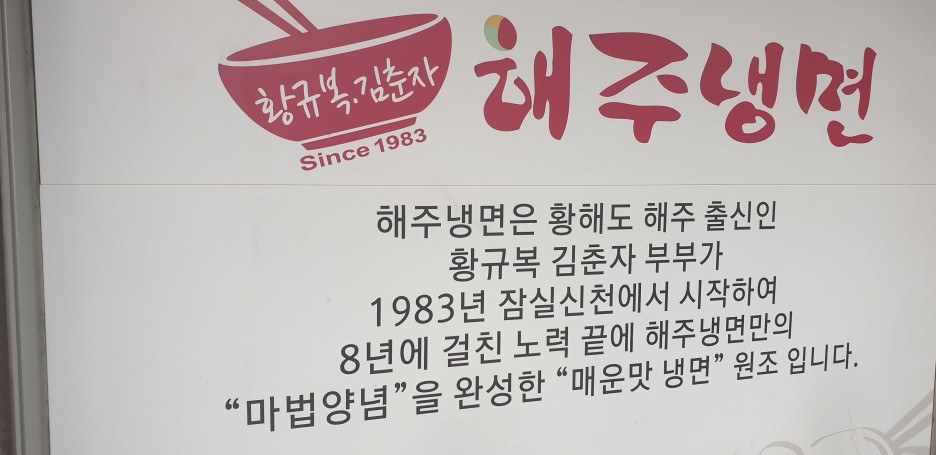 황규복.김춘자
Since 1983
해주냉면
해주냉면은 황해도 해주 출신인
황규복 김춘자 부부가
1983년 잠실신천에서 시작하여
8년에 걸친 노력 끝에 해주냉면만의
“마법양념”을 완성한 “매운맛 냉면” 원조 입니다.